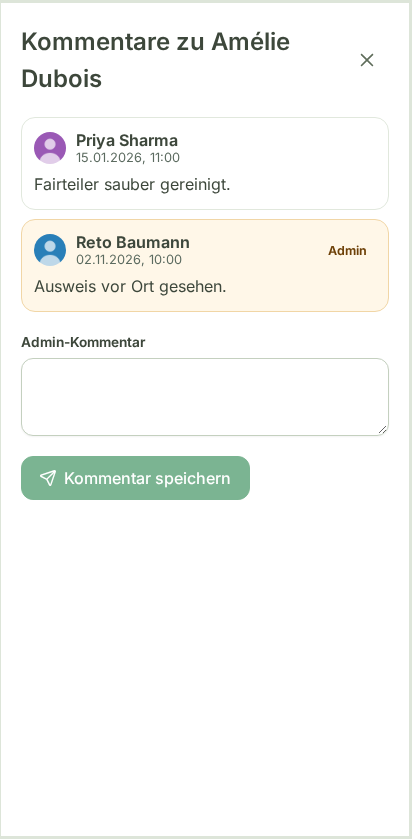 Kommentare zu Amélie
Dubois
Priya Sharma
15.01.2026, 11:00
Fairteiler sauber gereinigt.
Reto Baumann
02.11.2026, 10:00
Admin
Ausweis vor Ort gesehen.
Admin-Kommentar
Kommentar speichern